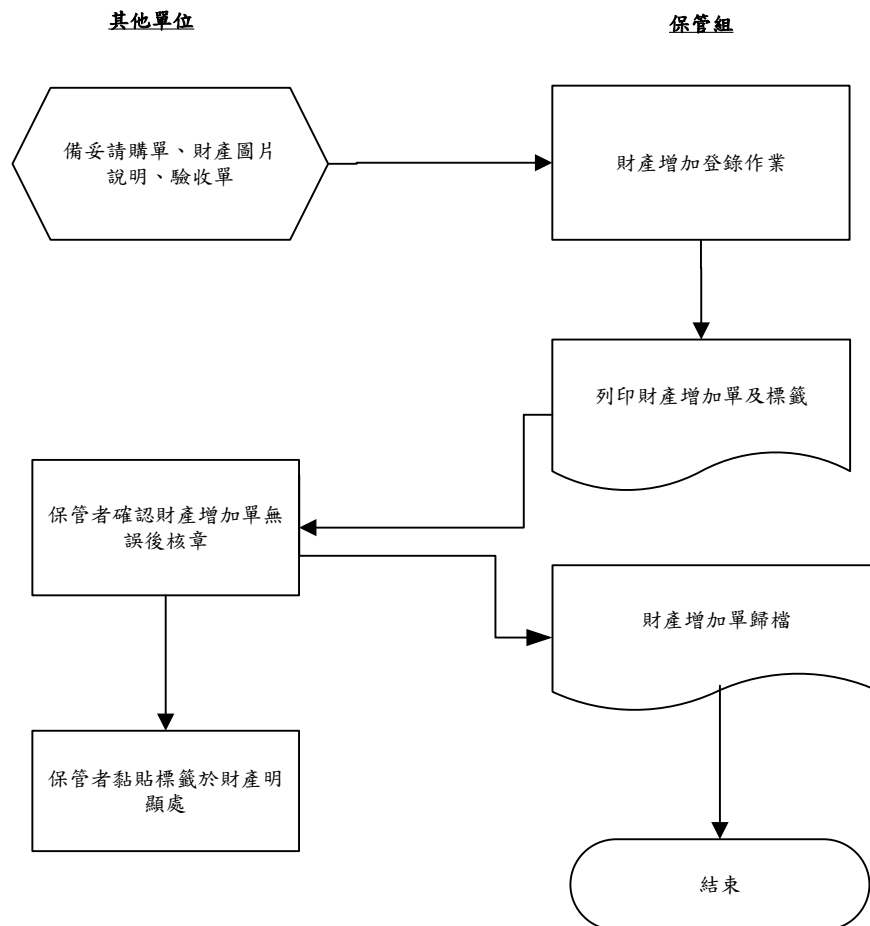 其他單位
保管組
備妥請購單、財產圖片
說明、驗收單
財產增加登錄作業
列印財產增加單及標籤
保管者確認財產增加單無
誤後核章
財產增加單歸檔
保管者黏貼標籤於財產明
顯處
結束